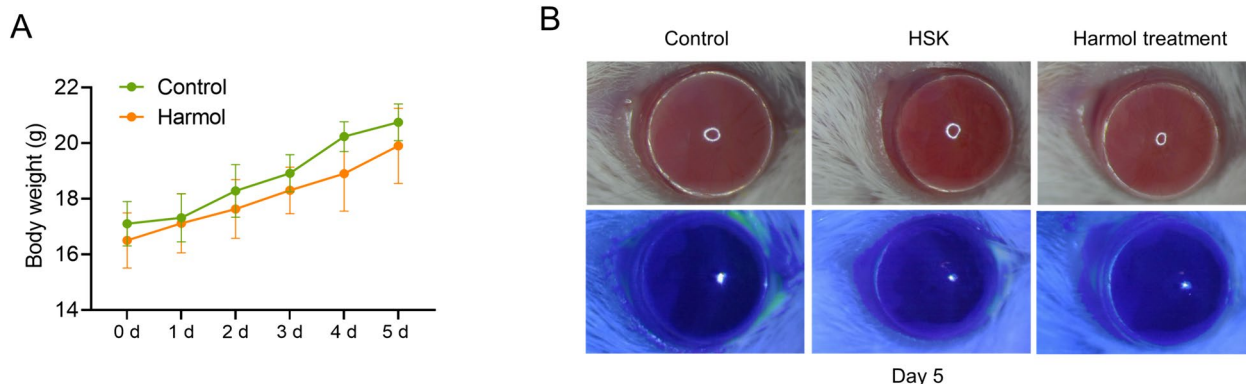 A
Control
Harmol
Body weight (g)
22
20
18
16
14
0 d 1 d 2 d 3 d 4 d 5 d
B
Control HSK Harmol treatment
Day 5